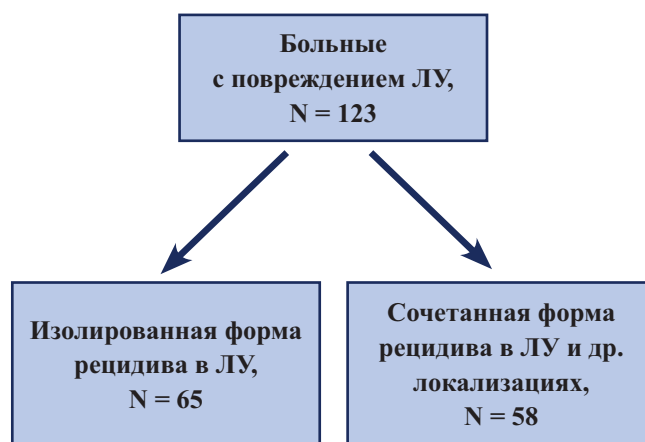 Больные
с повреждением ЛУ,
N = 123
Изолированная форма
рецидива в ЛУ,
N = 65
Сочетанная форма
рецидива в ЛУ и др.
локализациях,
N = 58